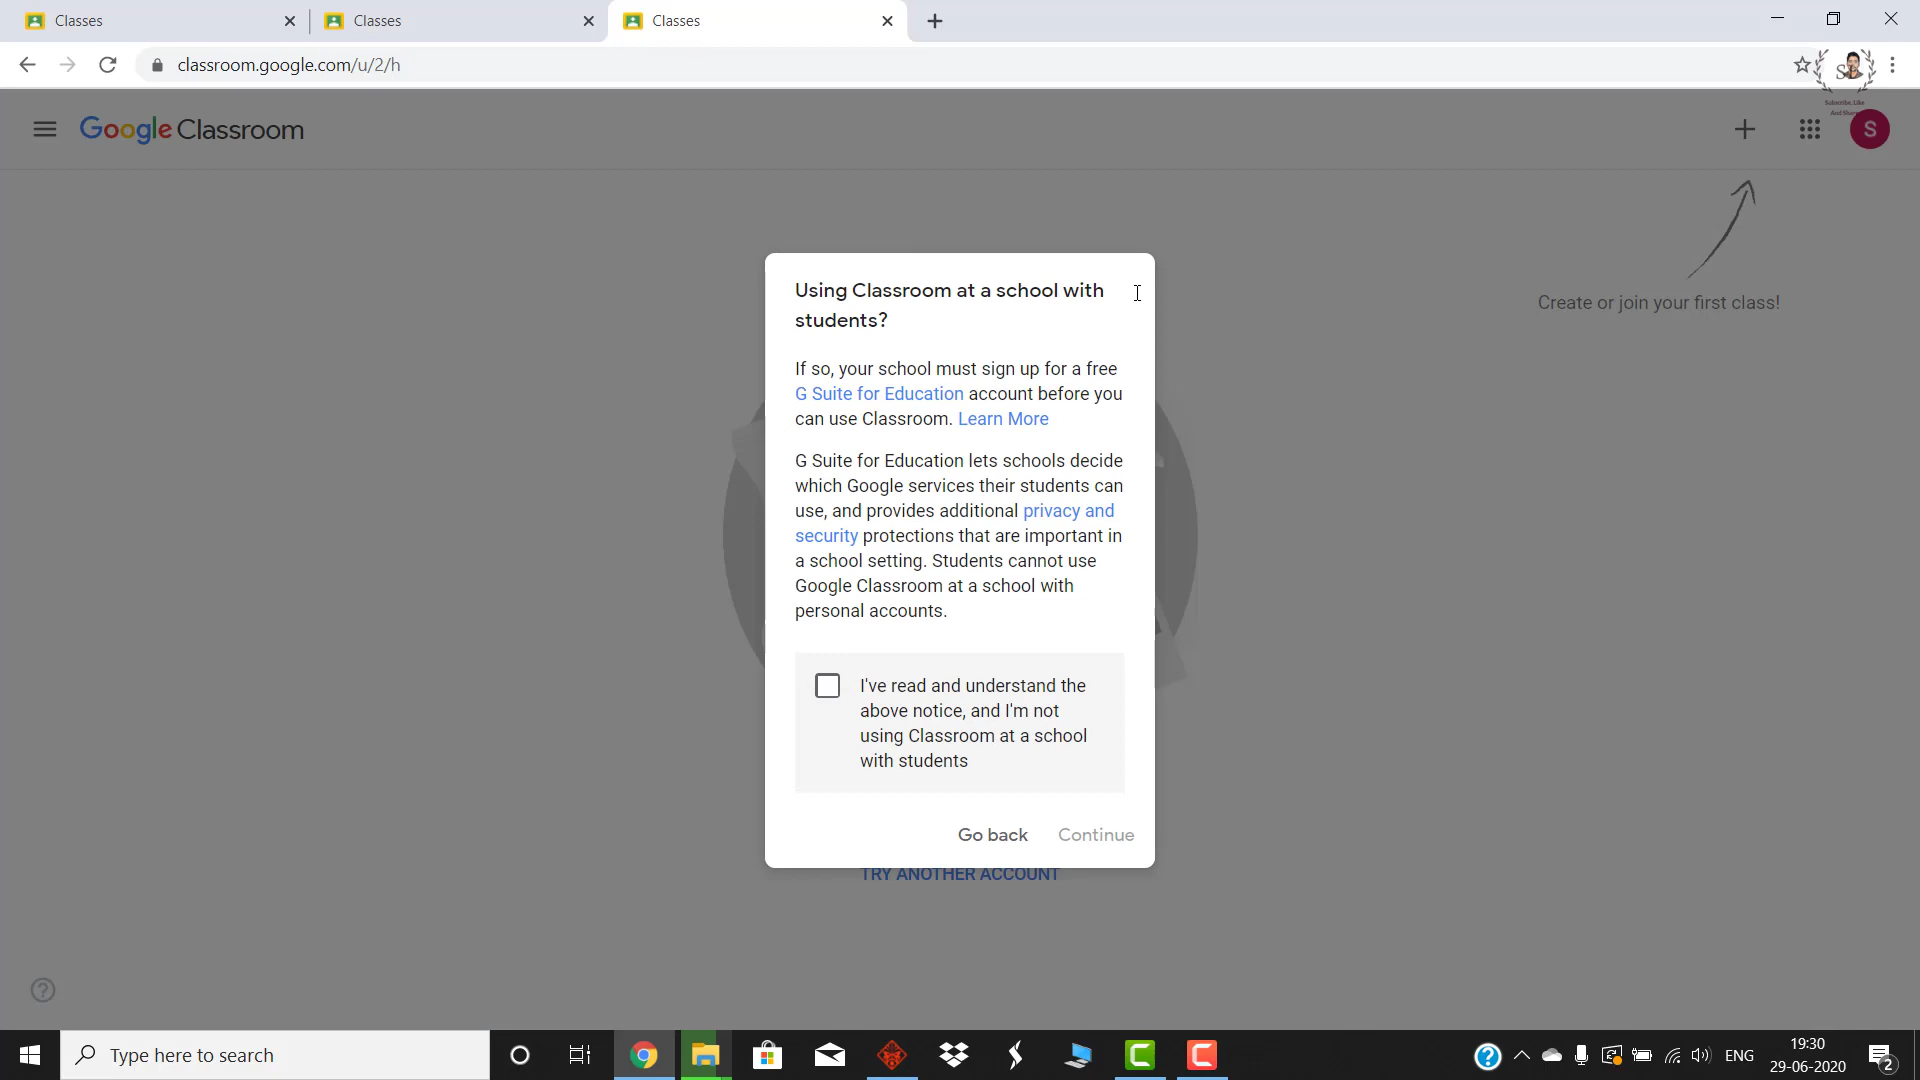 Classes
Classes
Classes
classroom.google.com/u/2/h
Subscribe, Like
And Share
Google Classroom
S
Create or join your first class!
Using Classroom at a school with
students?
If so, your school must sign up for a free
G Suite for Education account before you
can use Classroom. Learn More
G Suite for Education lets schools decide
which Google services their students can
use, and provides additional privacy and
security protections that are important in
a school setting. Students cannot use
Google Classroom at a school with
personal accounts.
I've read and understand the
above notice, and I'm not
using Classroom at a school
with students
Go back Continue
TRY ANOTHER ACCOUNT
Type here to search
ENG
19:30
29-06-2020
2